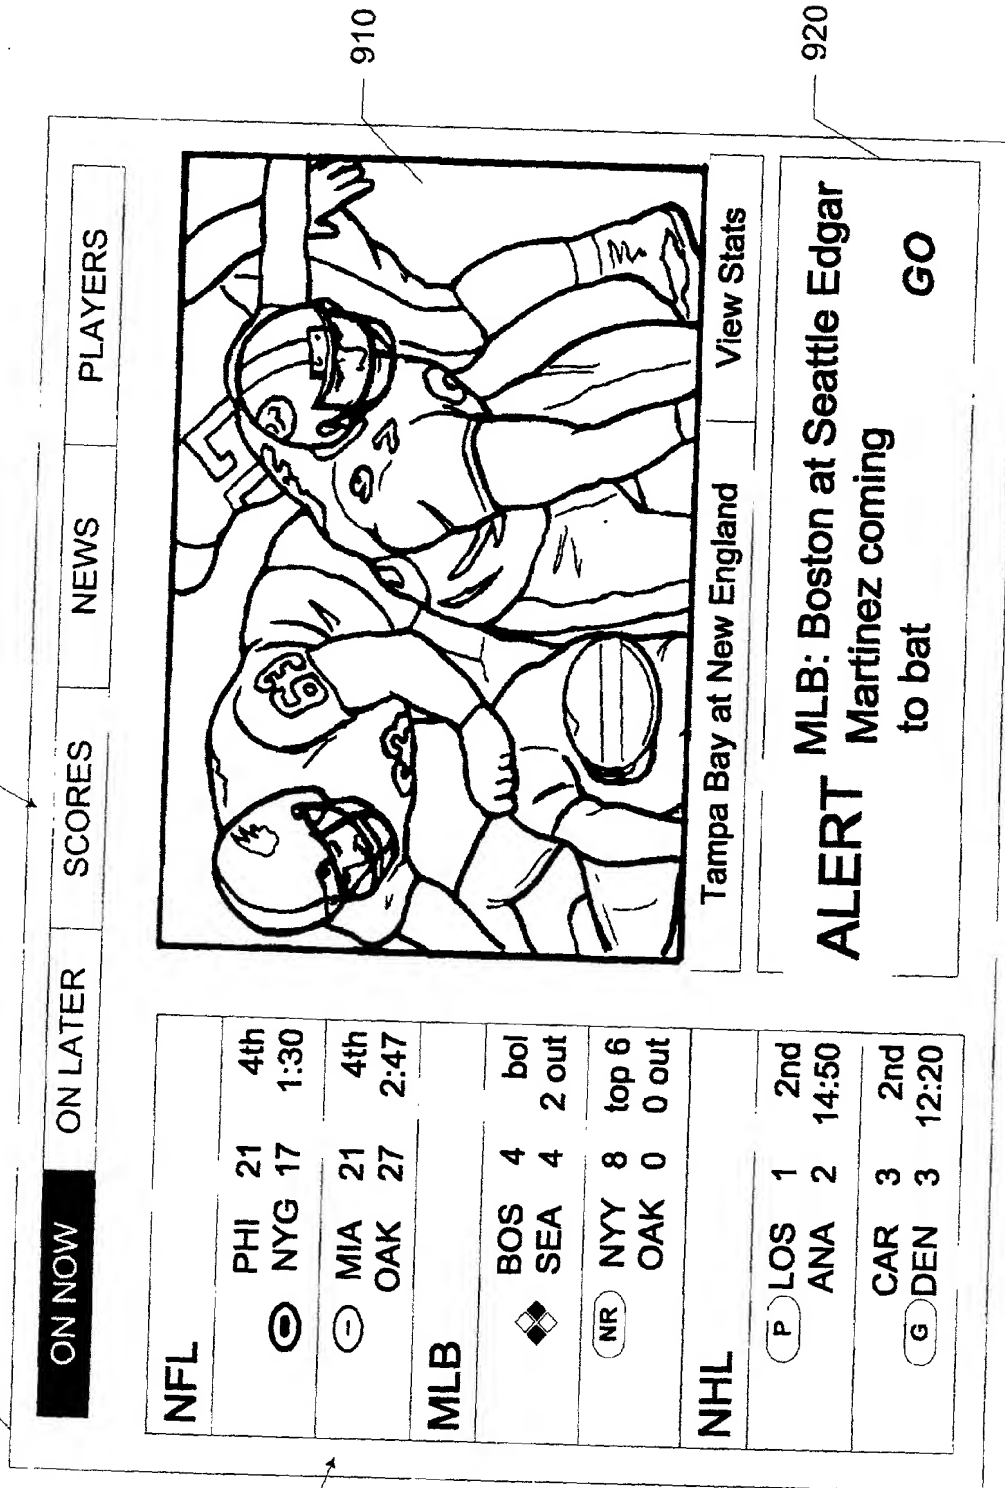 ON NOW ON LATER SCORES NEWS PLAYERS
NFL
PHI 21 4th
NYG 17 1:30
MIA 21 4th
OAK 27 2:47
MLB
BOS 4 bol
SEA 4 2 out
NR NYY 8 top 6
OAK 0 0 out
NHL
P LOS 1 2nd
ANA 2 14:50
CAR 3 2nd
G DEN 3 12:20
910
39
Tampa Bay at New England View Stats
920
ALERT MLB: Boston at Seattle Edgar
Martinez coming
to bat GO